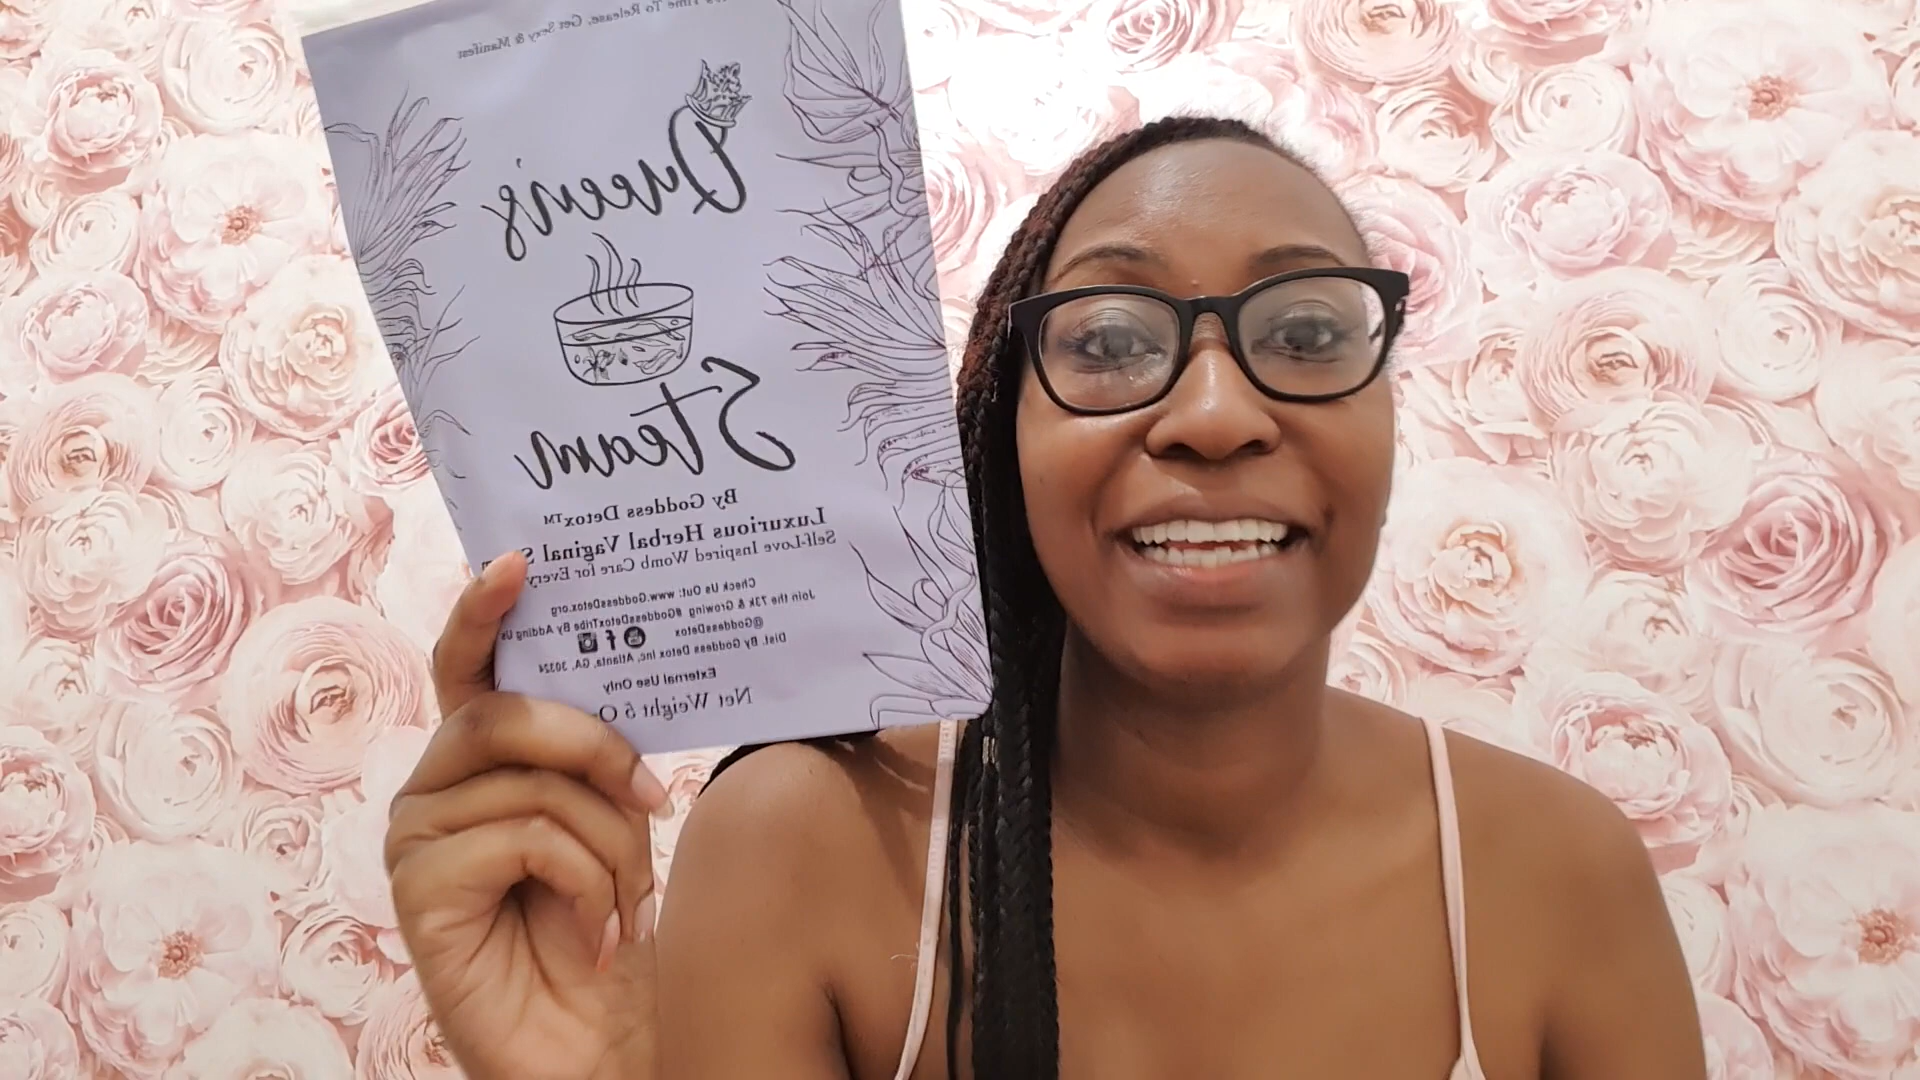 Time To Release, Get Sexy & Manifest
Queen's
Steam
By Goddess Detox™
Luxurious Herbal Vaginal
Self-Love Inspired Womb Care for Every
Check Us Out: www.GoddessDetox.org
Join the 73k & Growing #GoddessDetoxTribe By Adding Us
@GoddessDetox
Dist. By Goddess Detox Inc, Atlanta, GA, 30324
External Use Only
Net Weight 5